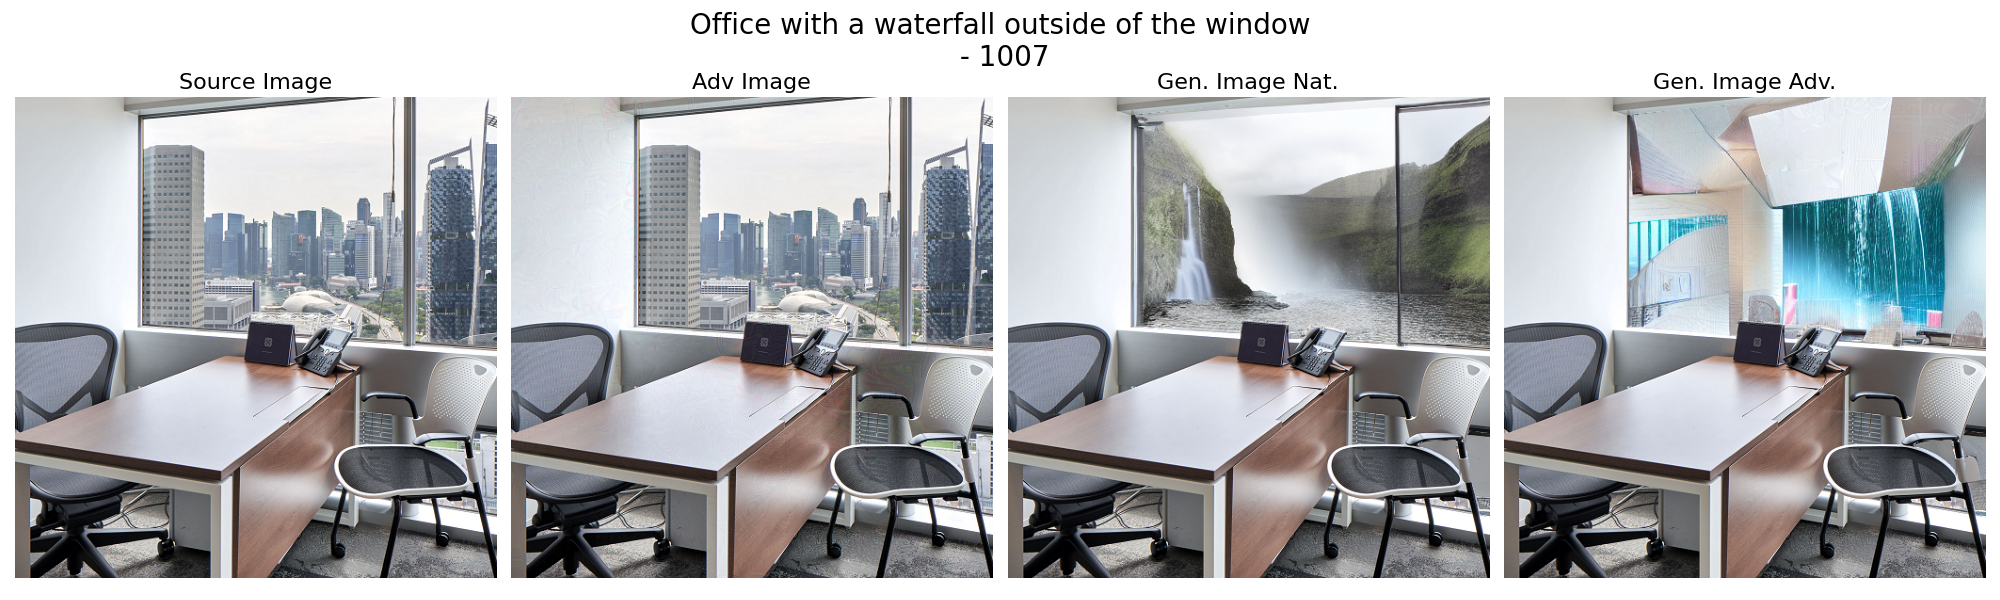 Office with a waterfall outside of the window
- 1007
Source Image
Adv Image
Gen. Image Nat.
Gen. Image Adv.